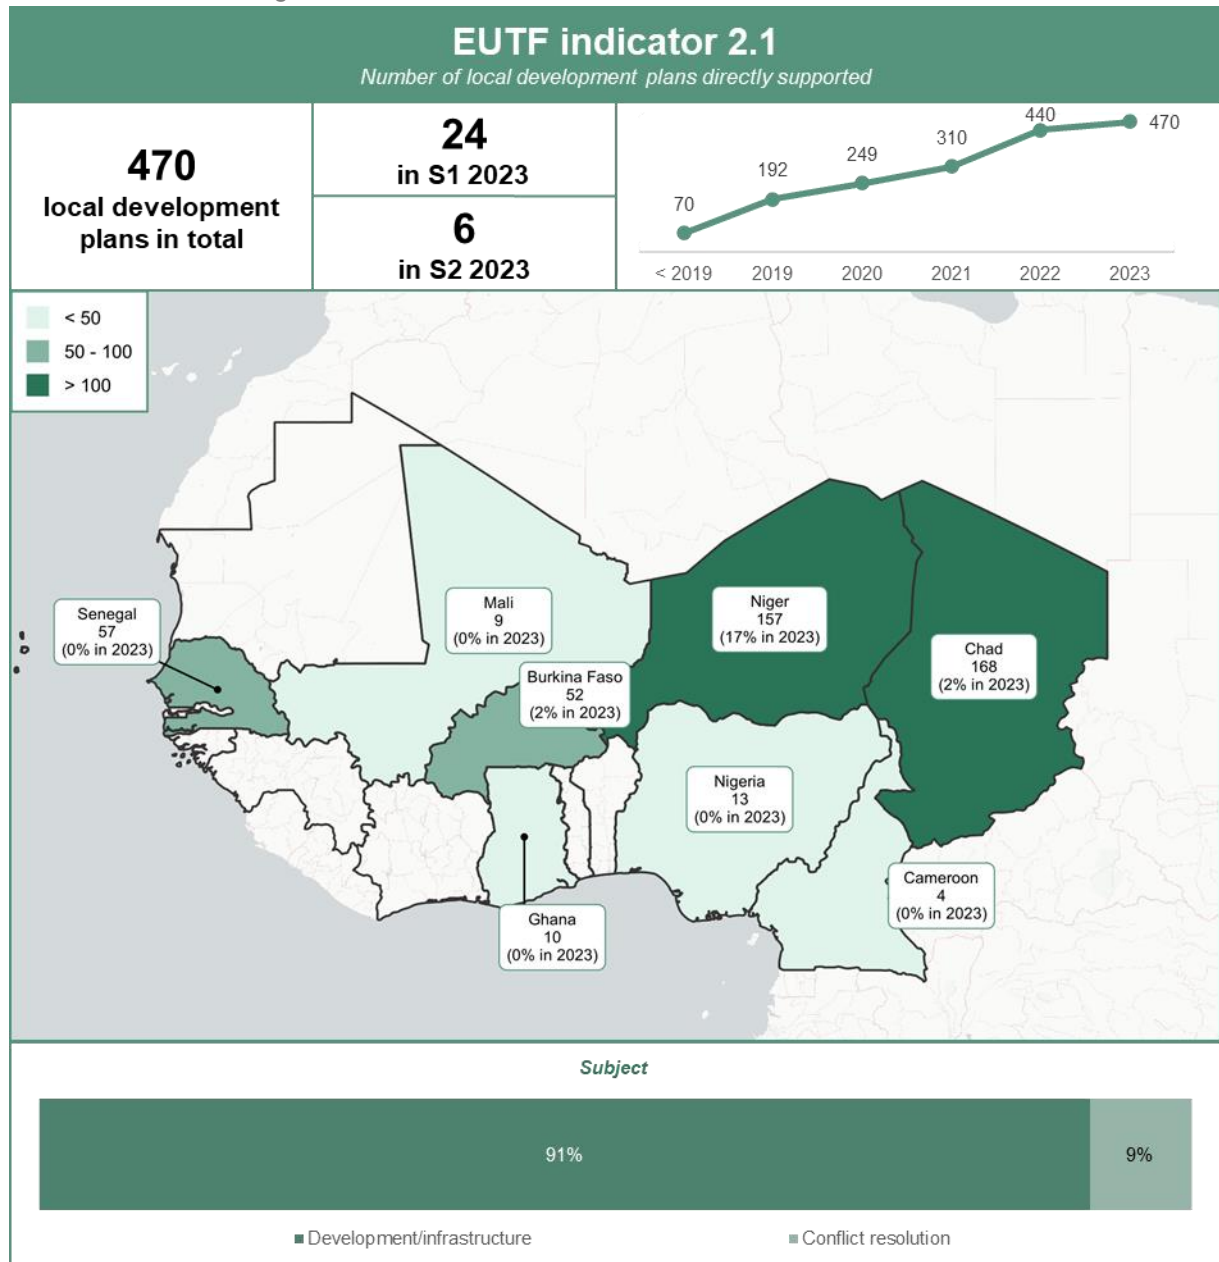 EUTF indicator 2.1
Number of local development plans directly supported
470
local development
plans in total
24
in S1 2023
6
in S2 2023
70
192
249
310
440
470
< 2019
2019
2020
2021
2022
2023
< 50
50 - 100
> 100
Senegal
57
(0% in 2023)
Mali
9
(0% in 2023)
Burkina Faso
52
(2% in 2023)
Niger
157
(17% in 2023)
Chad
168
(2% in 2023)
Nigeria
13
(0% in 2023)
Cameroon
4
(0% in 2023)
Ghana
10
(0% in 2023)
Subject
91%
9%
Development/infrastructure
Conflict resolution